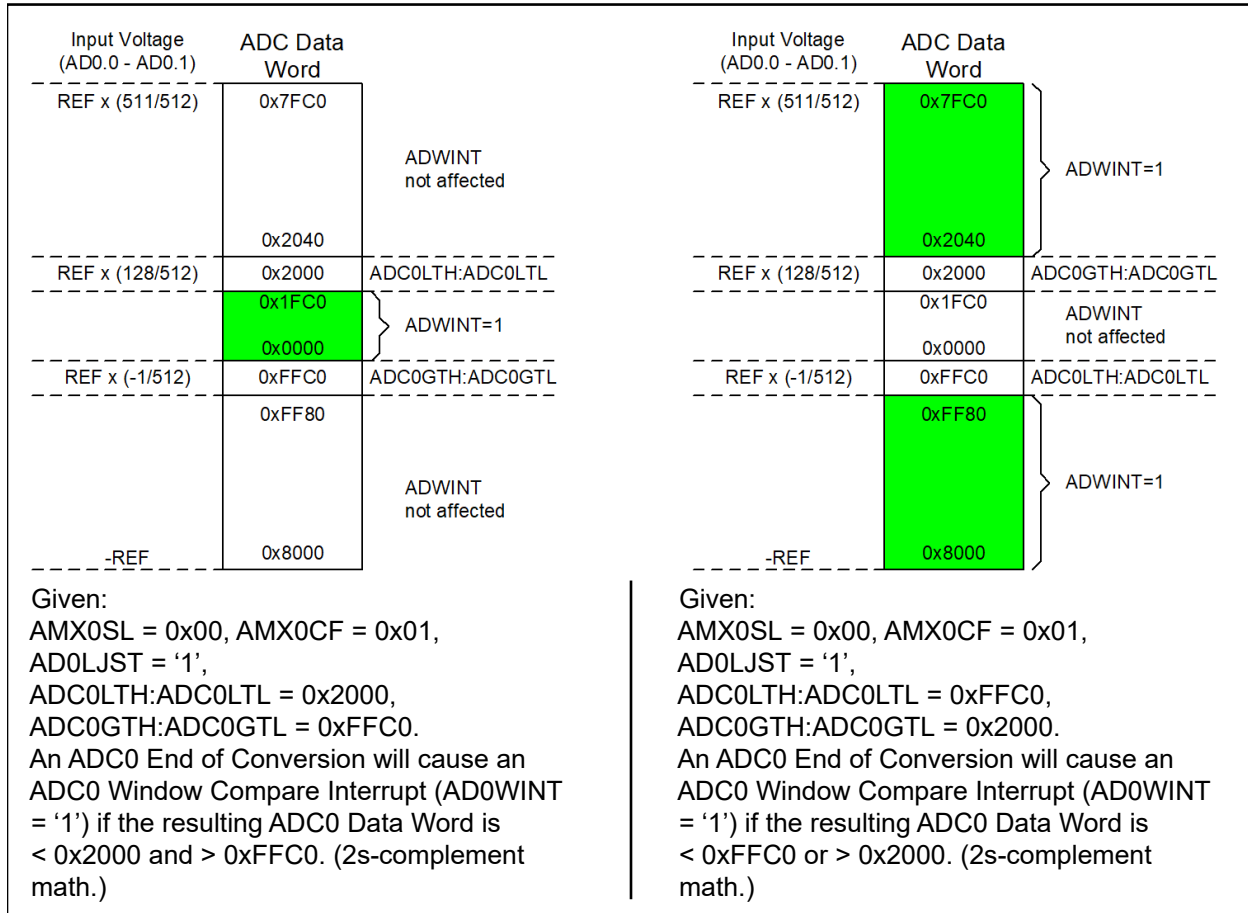 Input Voltage
(AD0.0 - AD0.1)
ADC Data
Word
REF x (511/512)
0x7FC0
ADWINT
not affected
0x2040
REF x (128/512)
0x2000
ADC0LTH:ADC0LTL
0x1FC0
ADWINT=1
0x0000
REF x (-1/512)
0xFFC0
ADC0GTH:ADC0GTL
0xFF80
ADWINT
not affected
-REF
0x8000
Given:
AMX0SL = 0x00, AMX0CF = 0x01,
AD0LJST = ‘1’,
ADC0LTH:ADC0LTL = 0x2000,
ADC0GTH:ADC0GTL = 0xFFC0.
An ADC0 End of Conversion will cause an
ADC0 Window Compare Interrupt (AD0WINT
= ‘1’) if the resulting ADC0 Data Word is
< 0x2000 and > 0xFFC0. (2s-complement
math.)
Input Voltage
(AD0.0 - AD0.1)
ADC Data
Word
REF x (511/512)
0x7FC0
ADWINT=1
0x2040
REF x (128/512)
0x2000
ADC0GTH:ADC0GTL
0x1FC0
ADWINT
not affected
0x0000
REF x (-1/512)
0xFFC0
ADC0LTH:ADC0LTL
0xFF80
ADWINT=1
-REF
0x8000
Given:
AMX0SL = 0x00, AMX0CF = 0x01,
AD0LJST = ‘1’,
ADC0LTH:ADC0LTL = 0xFFC0,
ADC0GTH:ADC0GTL = 0x2000.
An ADC0 End of Conversion will cause an
ADC0 Window Compare Interrupt (AD0WINT
= ‘1’) if the resulting ADC0 Data Word is
< 0xFFC0 or > 0x2000. (2s-complement
math.)